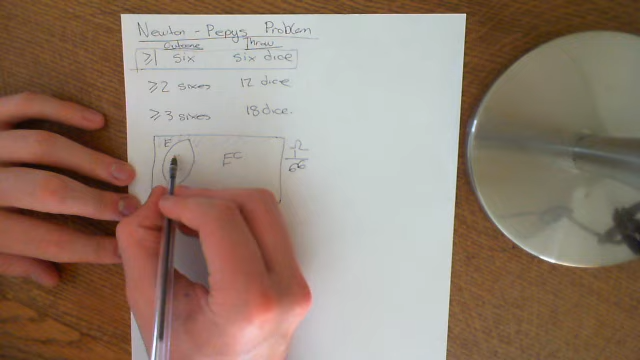 Newton - Pepys Problem
Outcome Throw
≥1 six six dice
≥2 sixes 12 dice
≥3 sixes 18 dice.
E E^C Ω
6^6